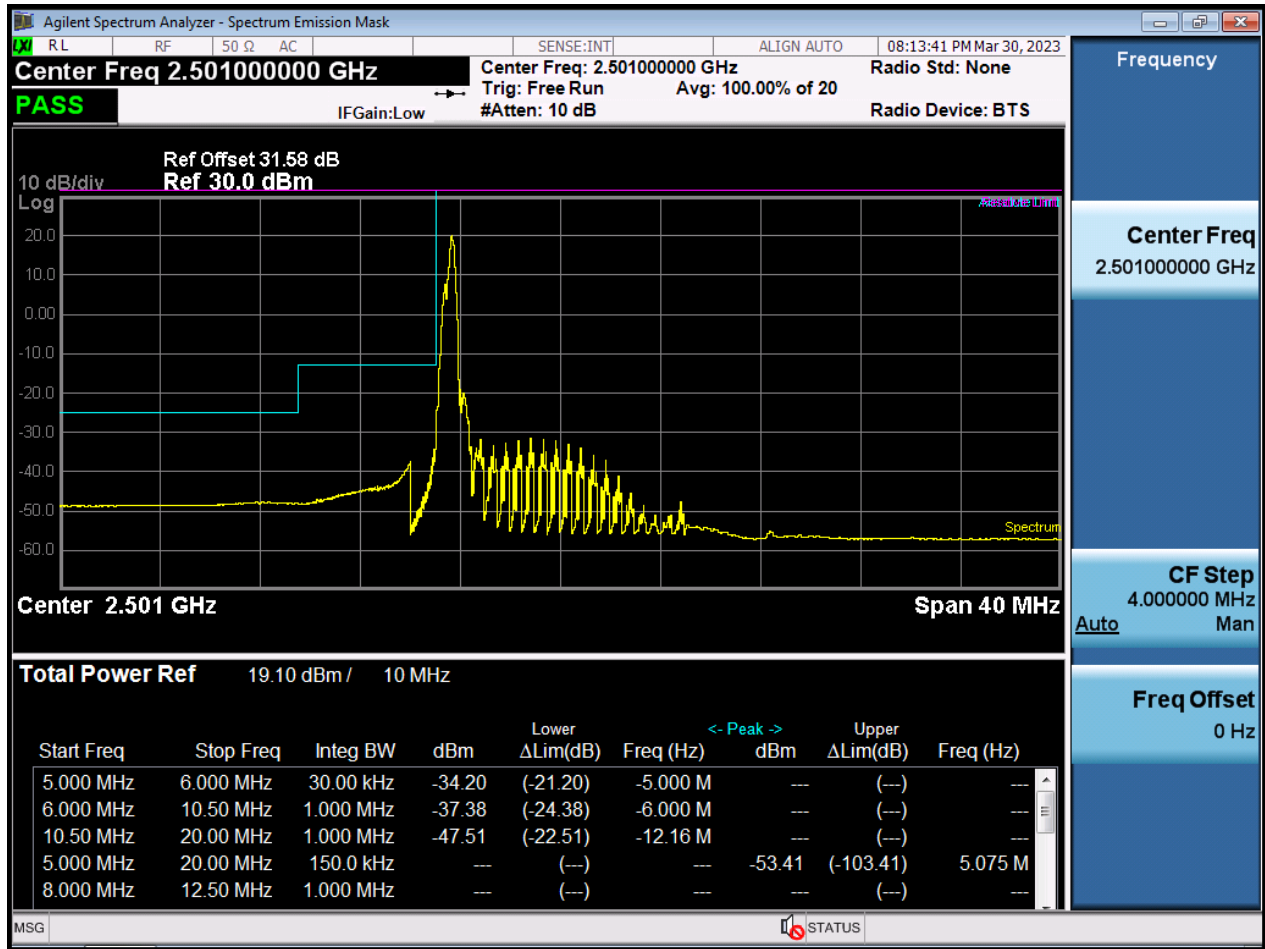 Agilent Spectrum Analyzer - Spectrum Emission Mask
LXI RL RF 50 Ω AC SENSE:INT ALIGN AUTO 08:13:41 PM Mar 30, 2023
Center Freq 2.501000000 GHz
PASS
IFGain:Low
Center Freq: 2.501000000 GHz
Trig: Free Run Avg: 100.00% of 20
#Atten: 10 dB
Radio Std: None
Radio Device: BTS
Ref Offset 31.58 dB
10 dB/div Ref 30.0 dBm
Log
Limit
20.0
10.0
0.00
-10.0
-20.0
-30.0
-40.0
-50.0
Spectrum
-60.0
Center 2.501 GHz Span 40 MHz
Total Power Ref 19.10 dBm / 10 MHz
Lower <- Peak -> Upper
Start Freq Stop Freq Integ BW dBm ΔLim(dB) Freq (Hz) dBm ΔLim(dB) Freq (Hz)
5.000 MHz 6.000 MHz 30.00 kHz -34.20 (-21.20) -5.000 M --- (---) ---
6.000 MHz 10.50 MHz 1.000 MHz -37.38 (-24.38) -6.000 M --- (---) ---
10.50 MHz 20.00 MHz 1.000 MHz -47.51 (-22.51) -12.16 M --- (---) ---
5.000 MHz 20.00 MHz 150.0 kHz --- (---) --- -53.41 (-103.41) 5.075 M
8.000 MHz 12.50 MHz 1.000 MHz --- (---) --- --- (---) ---
MSG STATUS
Frequency
Center Freq
2.501000000 GHz
CF Step
4.000000 MHz
Auto Man
Freq Offset
0 Hz